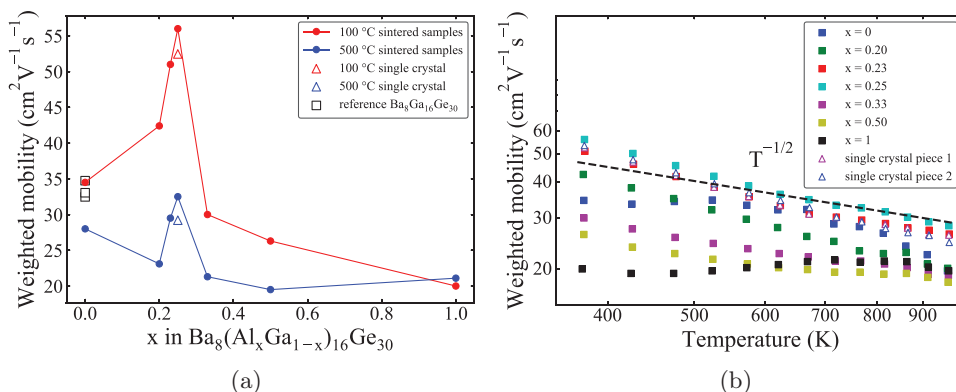 Weighted mobility (cm²V⁻¹s⁻¹)
55
50
45
40
35
30
25
20
0.0 0.2 0.4 0.6 0.8 1.0
x in Ba₈(AlₓGa₁₋ₓ)₁₆Ge₃₀
100 °C sintered samples
500 °C sintered samples
100 °C single crystal
500 °C single crystal
reference Ba₈Ga₁₆Ge₃₀
(a)
Weighted mobility (cm²V⁻¹s⁻¹)
60
50
40
30
20
400 500 600 700 800 900
Temperature (K)
T⁻¹/²
x = 0
x = 0.20
x = 0.23
x = 0.25
x = 0.33
x = 0.50
x = 1
single crystal piece 1
single crystal piece 2
(b)